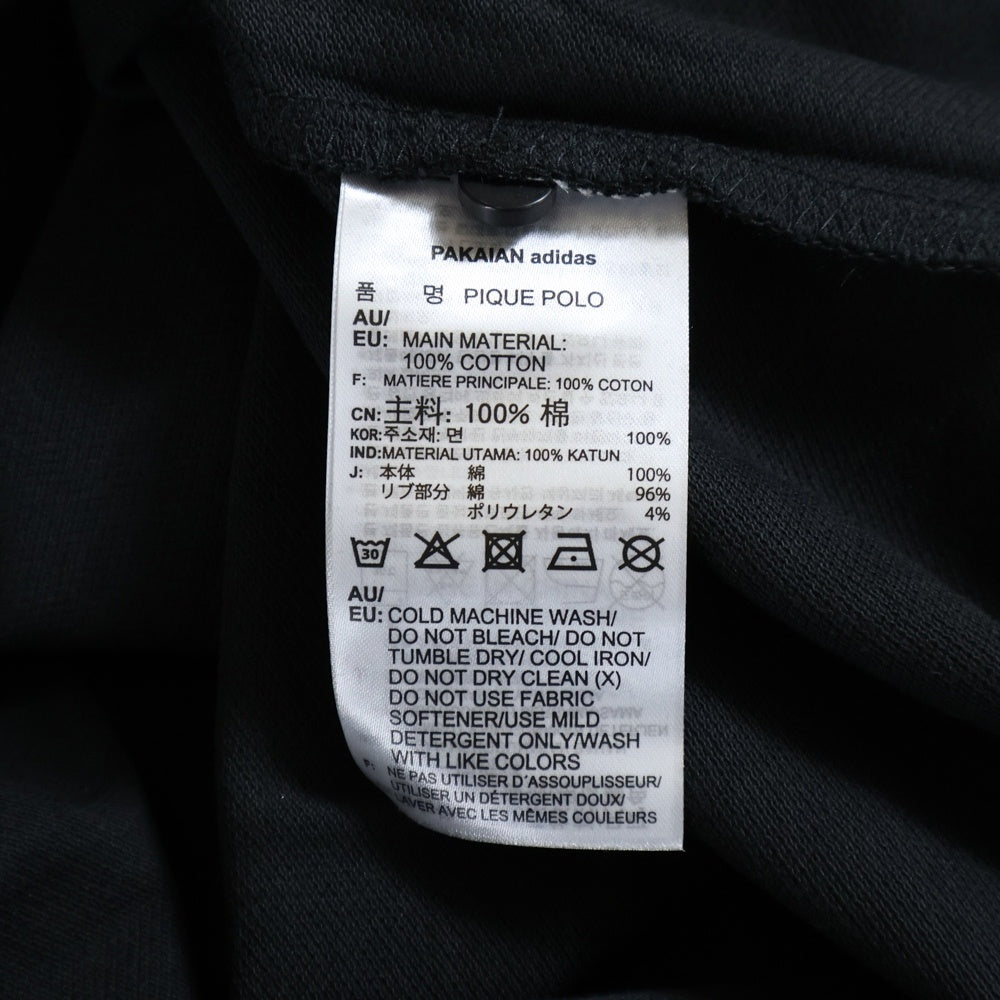 PAKAIAN adidas
품 명 PIQUE POLO
AU/
EU: MAIN MATERIAL:
100% COTTON
F: MATIERE PRINCIPALE: 100% COTON
CN: 主料: 100% 棉
KOR: 주소재: 면 100%
IND: MATERIAL UTAMA: 100% KATUN
J: 本体 綿 100%
リブ部分 綿 96%
ポリウレタン 4%
30
AU/
EU: COLD MACHINE WASH/
DO NOT BLEACH/ DO NOT
TUMBLE DRY/ COOL IRON/
DO NOT DRY CLEAN (X)
DO NOT USE FABRIC
SOFTENER/USE MILD
DETERGENT ONLY/WASH
WITH LIKE COLORS
F: NE PAS UTILISER D'ASSOUPLISSEUR/
UTILISER UN DÉTERGENT DOUX/
LAVER AVEC LES MÊMES COULEURS